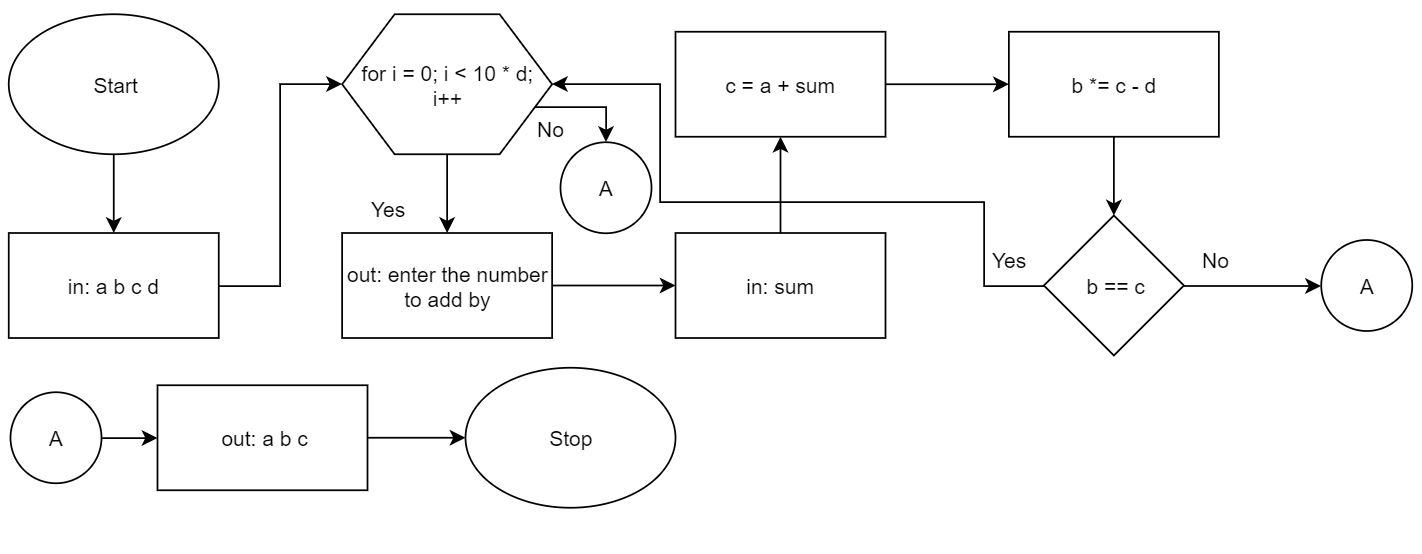 Start
in: a b c d
for i = 0; i < 10 * d;
i++
No
A
Yes
out: enter the number
to add by
in: sum
c = a + sum
b *= c - d
b == c
Yes
No
A
A
out: a b c
Stop